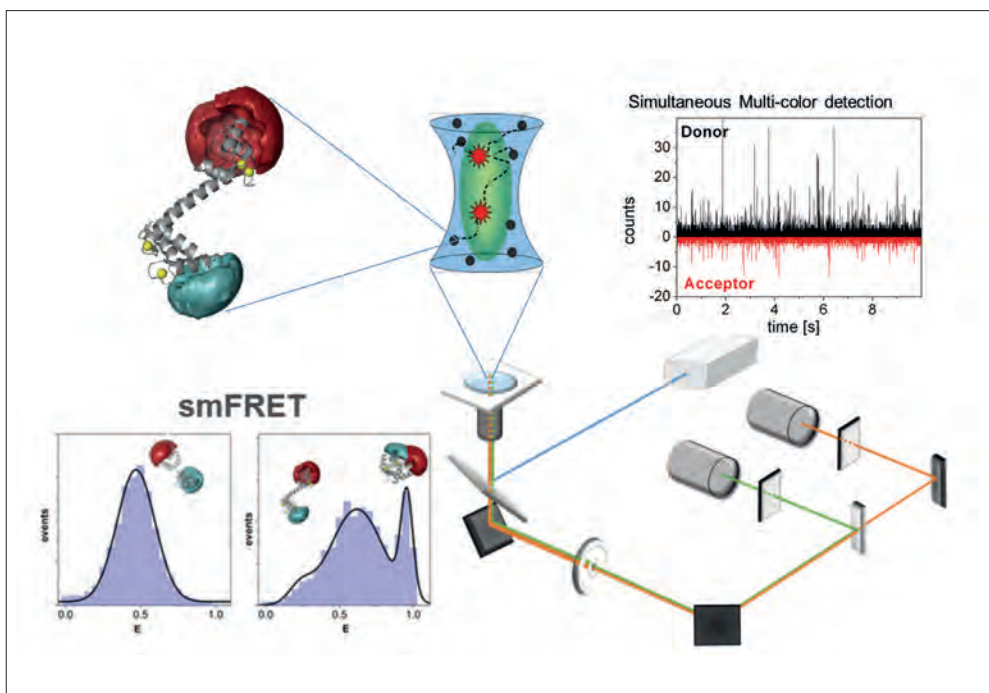 Simultaneous Multi-color detection
Donor
30
20
10
0
-10
-20
counts
Acceptor
0
2
4
6
8
time [s]
smFRET
events
0.0
0.5
1.0
E
events
0.0
0.5
1.0
E